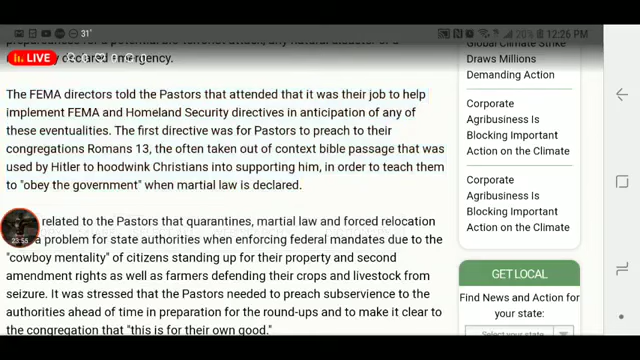 31°
20% 12:26 PM
LIVE
declared emergency.
The FEMA directors told the Pastors that attended that it was their job to help
implement FEMA and Homeland Security directives in anticipation of any of
these eventualities. The first directive was for Pastors to preach to their
congregations Romans 13, the often taken out of context bible passage that was
used by Hitler to hoodwink Christians into supporting him, in order to teach them
to "obey the government" when martial law is declared.
related to the Pastors that quarantines, martial law and forced relocation
a problem for state authorities when enforcing federal mandates due to the
"cowboy mentality" of citizens standing up for their property and second
amendment rights as well as farmers defending their crops and livestock from
seizure. It was stressed that the Pastors needed to preach subservience to the
authorities ahead of time in preparation for the round-ups and to make it clear to
the congregation that "this is for their own good."
23:55
Global Climate Strike
Draws Millions
Demanding Action
Corporate
Agribusiness Is
Blocking Important
Action on the Climate
Corporate
Agribusiness Is
Blocking Important
Action on the Climate
GET LOCAL
Find News and Action for
your state:
Select your state